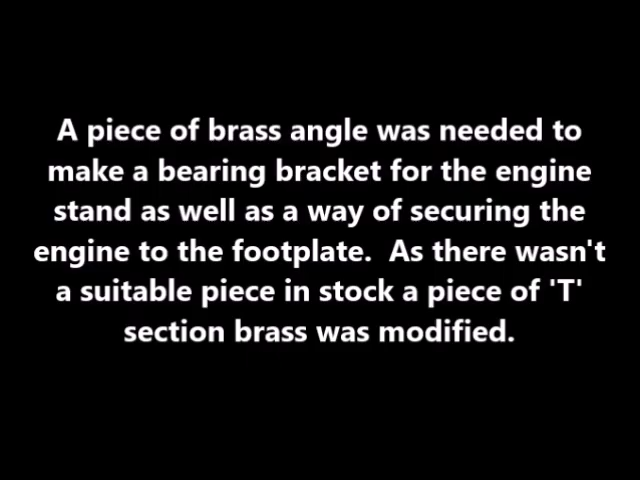 A piece of brass angle was needed to
make a bearing bracket for the engine
stand as well as a way of securing the
engine to the footplate.  As there wasn't
a suitable piece in stock a piece of 'T'
section brass was modified.